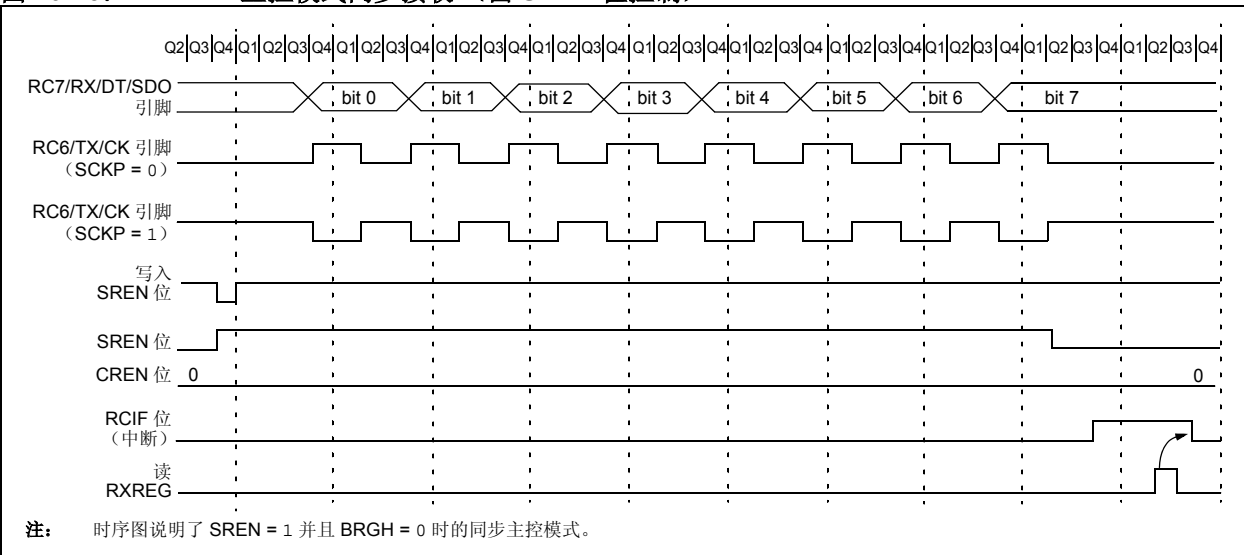 Q2 Q3 Q4 Q1 Q2 Q3 Q4 Q1 Q2 Q3 Q4 Q1 Q2 Q3 Q4 Q1 Q2 Q3 Q4 Q1 Q2 Q3 Q4 Q1 Q2 Q3 Q4 Q1 Q2 Q3 Q4 Q1 Q2 Q3 Q4 Q1 Q2 Q3 Q4 Q1 Q2 Q3 Q4
RC7/RX/DT/SDO
引脚
bit 0 bit 1 bit 2 bit 3 bit 4 bit 5 bit 6 bit 7
RC6/TX/CK 引脚
(SCKP = 0)
RC6/TX/CK 引脚
(SCKP = 1)
写入
SREN 位
SREN 位
CREN 位 0 0
RCIF 位
(中断)
读
RXREG
注: 时序图说明了 SREN = 1 并且 BRGH = 0 时的同步主控模式。